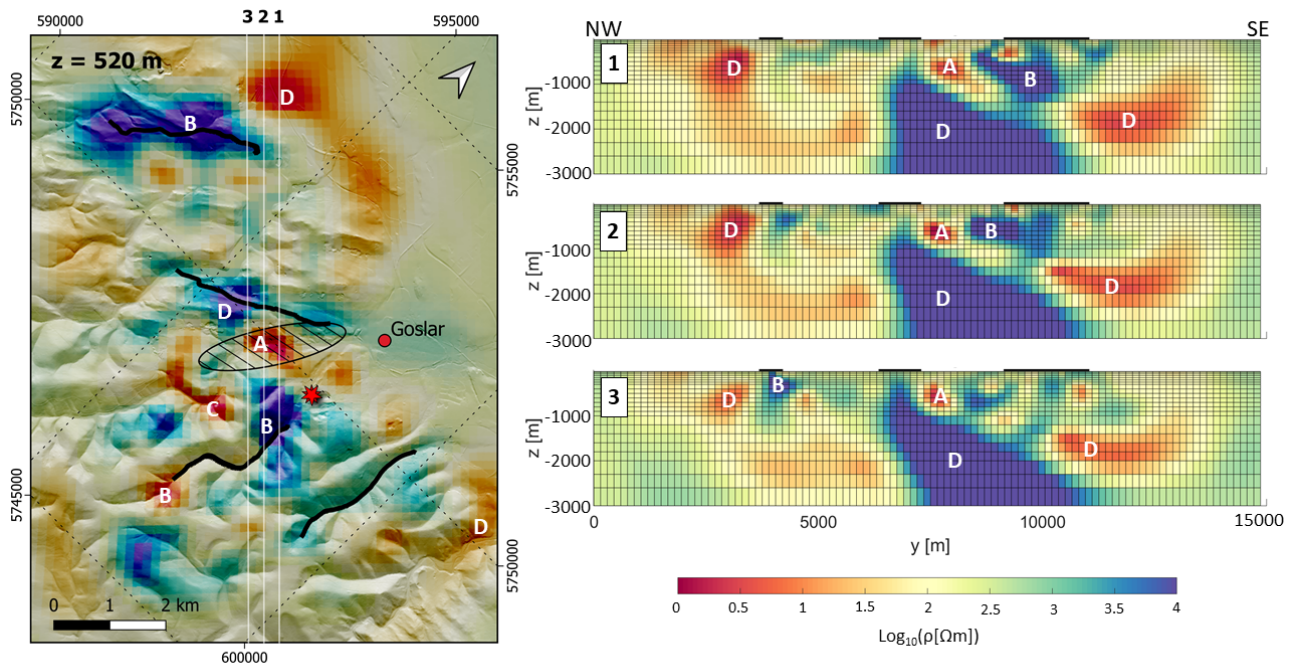 3 2 1
590000
595000
z = 520 m
5750000
5755000
5745000
5750000
600000
D
B
D
A
Goslar
C
B
B
D
0 1 2 km
NW
SE
1
z [m]
-1000
-2000
-3000
D
A
B
D
D
2
z [m]
-1000
-2000
-3000
D
A
B
D
D
3
z [m]
-1000
-2000
-3000
D
B
A
D
D
0 5000 10000 15000
y [m]
0 0.5 1 1.5 2 2.5 3 3.5 4
Log₁₀(ρ[Ωm])